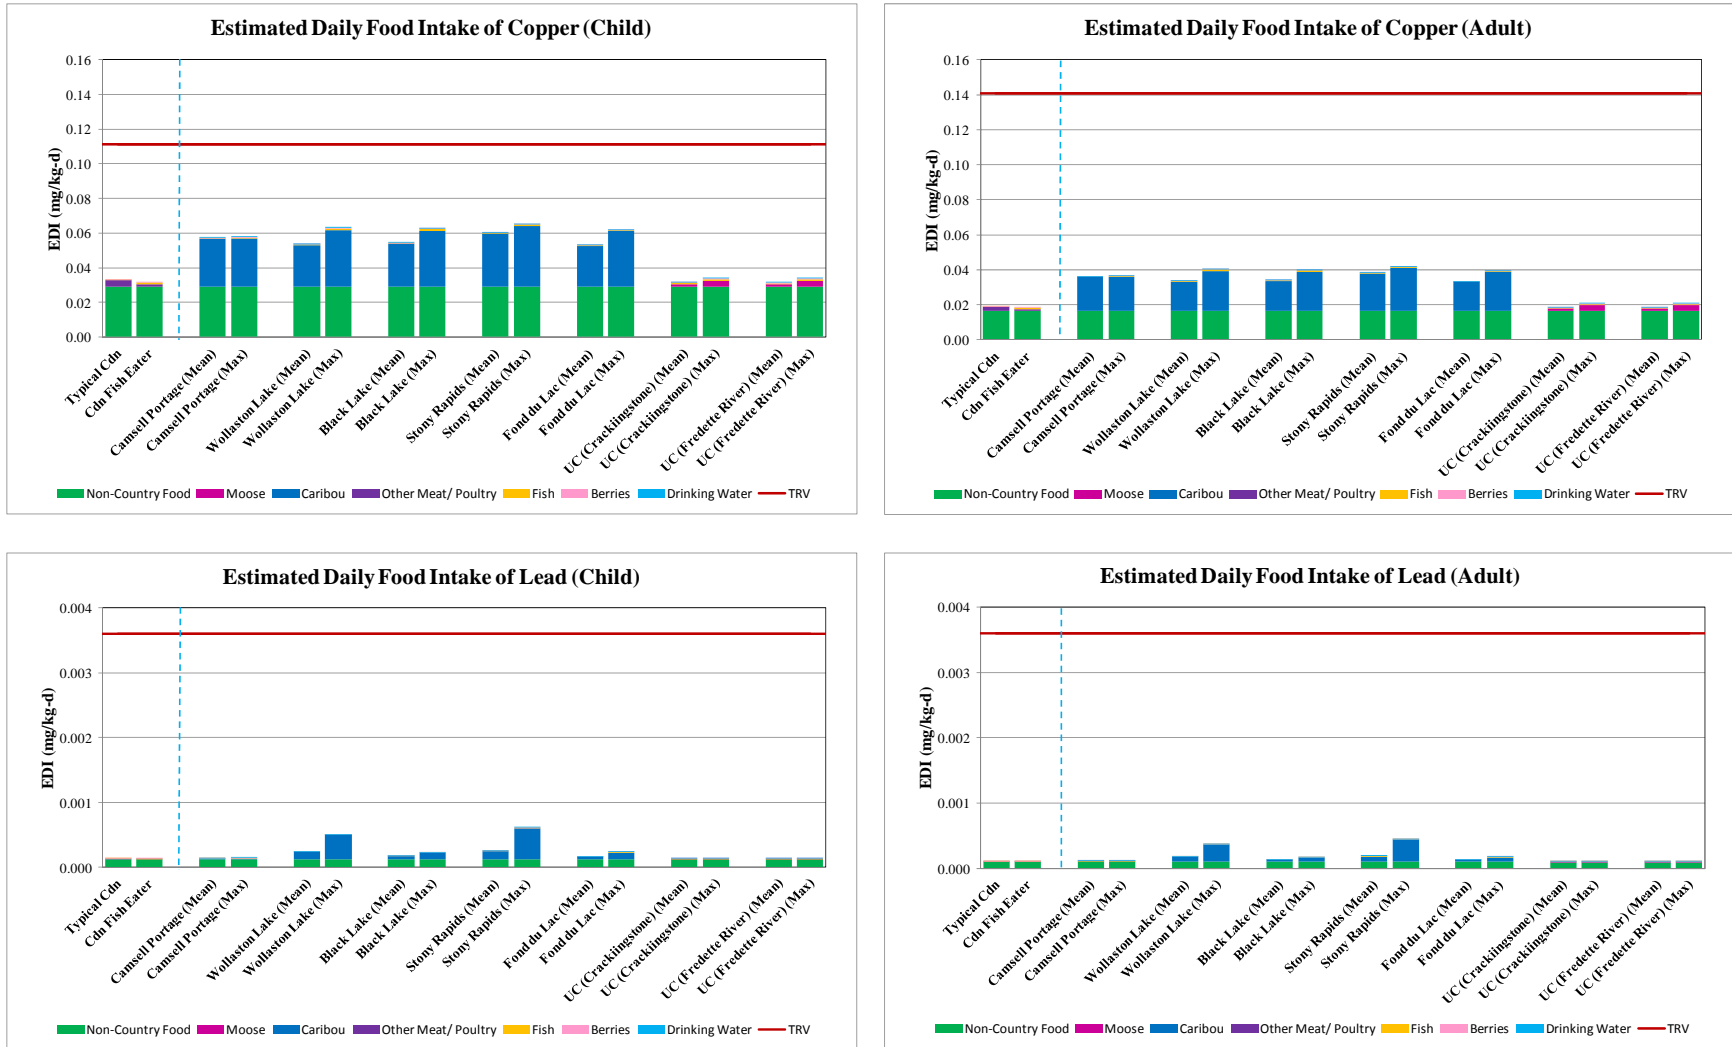 Estimated Daily Food Intake of Copper (Child)
EDI (mg/kg-d)
0.16
0.14
0.12
0.10
0.08
0.06
0.04
0.02
0.00
Typical Cdn
Cdn Fish Eater
Camsell Portage (Mean)
Camsell Portage (Max)
Wollaston Lake (Mean)
Wollaston Lake (Max)
Black Lake (Mean)
Black Lake (Max)
Stony Rapids (Mean)
Stony Rapids (Max)
Fond du Lac (Mean)
Fond du Lac (Max)
UC (Crackiingstone) (Mean)
UC (Crackiingstone) (Max)
UC (Fredette River) (Mean)
UC (Fredette River) (Max)
Non-Country Food Moose Caribou Other Meat/ Poultry Fish Berries Drinking Water TRV
Estimated Daily Food Intake of Copper (Adult)
EDI (mg/kg-d)
0.16
0.14
0.12
0.10
0.08
0.06
0.04
0.02
0.00
Typical Cdn
Cdn Fish Eater
Camsell Portage (Mean)
Camsell Portage (Max)
Wollaston Lake (Mean)
Wollaston Lake (Max)
Black Lake (Mean)
Black Lake (Max)
Stony Rapids (Mean)
Stony Rapids (Max)
Fond du Lac (Mean)
Fond du Lac (Max)
UC (Crackiingstone) (Mean)
UC (Crackiingstone) (Max)
UC (Fredette River) (Mean)
UC (Fredette River) (Max)
Non-Country Food Moose Caribou Other Meat/ Poultry Fish Berries Drinking Water TRV
Estimated Daily Food Intake of Lead (Child)
EDI (mg/kg-d)
0.004
0.003
0.002
0.001
0.000
Typical Cdn
Cdn Fish Eater
Camsell Portage (Mean)
Camsell Portage (Max)
Wollaston Lake (Mean)
Wollaston Lake (Max)
Black Lake (Mean)
Black Lake (Max)
Stony Rapids (Mean)
Stony Rapids (Max)
Fond du Lac (Mean)
Fond du Lac (Max)
UC (Crackiingstone) (Mean)
UC (Crackiingstone) (Max)
UC (Fredette River) (Mean)
UC (Fredette River) (Max)
Non-Country Food Moose Caribou Other Meat/ Poultry Fish Berries Drinking Water TRV
Estimated Daily Food Intake of Lead (Adult)
EDI (mg/kg-d)
0.004
0.003
0.002
0.001
0.000
Typical Cdn
Cdn Fish Eater
Camsell Portage (Mean)
Camsell Portage (Max)
Wollaston Lake (Mean)
Wollaston Lake (Max)
Black Lake (Mean)
Black Lake (Max)
Stony Rapids (Mean)
Stony Rapids (Max)
Fond du Lac (Mean)
Fond du Lac (Max)
UC (Crackiingstone) (Mean)
UC (Crackiingstone) (Max)
UC (Fredette River) (Mean)
UC (Fredette River) (Max)
Non-Country Food Moose Caribou Other Meat/ Poultry Fish Berries Drinking Water TRV